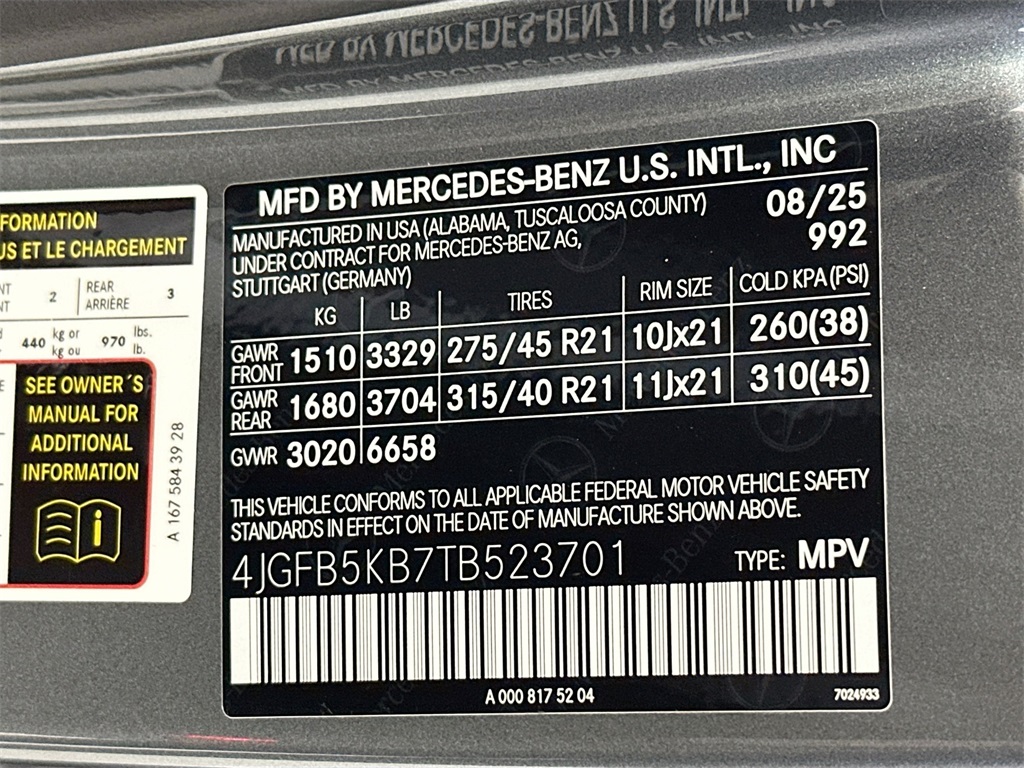 MFD BY MERCEDES-BENZ U.S. INTL., INC
MANUFACTURED IN USA (ALABAMA, TUSCALOOSA COUNTY) 08/25
UNDER CONTRACT FOR MERCEDES-BENZ AG, 992
STUTTGART (GERMANY)
KG LB TIRES RIM SIZE COLD KPA (PSI)
GAWR FRONT 1510 3329 275/45 R21 10Jx21 260(38)
GAWR REAR 1680 3704 315/40 R21 11Jx21 310(45)
GVWR 3020 6658
THIS VEHICLE CONFORMS TO ALL APPLICABLE FEDERAL MOTOR VEHICLE SAFETY
STANDARDS IN EFFECT ON THE DATE OF MANUFACTURE SHOWN ABOVE.
4JGFB5KB7TB523701 TYPE: MPV
A 000 817 52 04 7024933
ET LE CHARGEMENT
2 REAR ARRIÈRE 3
440 kg or kg ou 970 lbs. lb.
SEE OWNER´S
MANUAL FOR
ADDITIONAL
INFORMATION
A 167 584 39 28